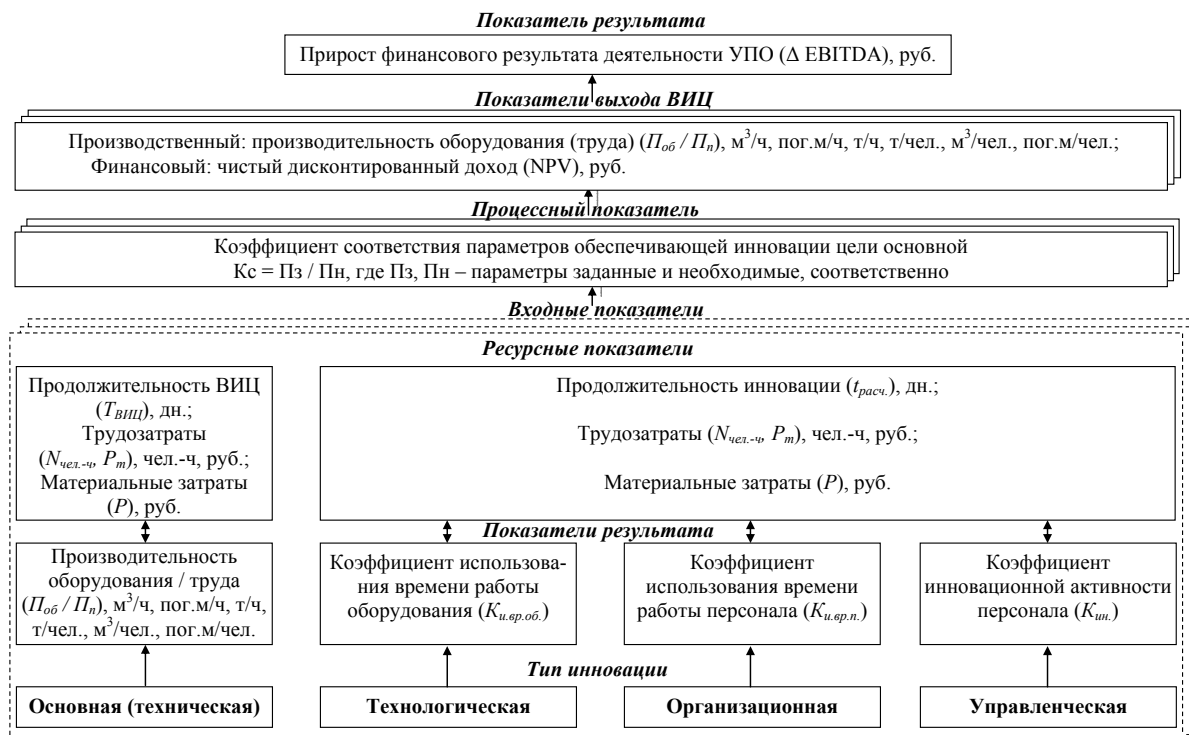 Показатель результата
Прирост финансового результата деятельности УПО (Δ EBITDA), руб.
Показатели выхода ВИЦ
Производственный: производительность оборудования (труда) (Поб / Пп), м³/ч, пог.м/ч, т/ч, т/чел., м³/чел., пог.м/чел.;
Финансовый: чистый дисконтированный доход (NPV), руб.
Процессный показатель
Коэффициент соответствия параметров обеспечивающей инновации цели основной
Кс = Пз / Пн, где Пз, Пн – параметры заданные и необходимые, соответственно
Входные показатели
Ресурсные показатели
Продолжительность ВИЦ
(TВИЦ), дн.;
Трудозатраты
(Nчел.-ч, Pт), чел.-ч, руб.;
Материальные затраты
(P), руб.
Продолжительность инновации (tрасч.), дн.;
Трудозатраты (Nчел.-ч, Pт), чел.-ч, руб.;
Материальные затраты (P), руб.
Показатели результата
Производительность
оборудования / труда
(Поб / Пп), м³/ч, пог.м/ч, т/ч,
т/чел., м³/чел., пог.м/чел.
Коэффициент использова-
ния времени работы
оборудования (Kи.вр.об.)
Коэффициент
использования времени
работы персонала (Kи.вр.п.)
Коэффициент
инновационной активности
персонала (Kин.)
Тип инновации
Основная (техническая)
Технологическая
Организационная
Управленческая